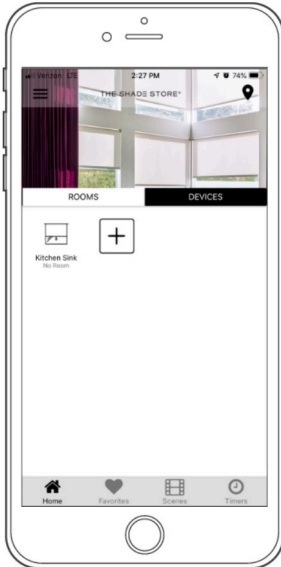 Verizon LTE 2:27 PM 74%
THE SHADE STORE®
ROOMS DEVICES
Kitchen Sink
No Room
Home Favorites Scenes Timers